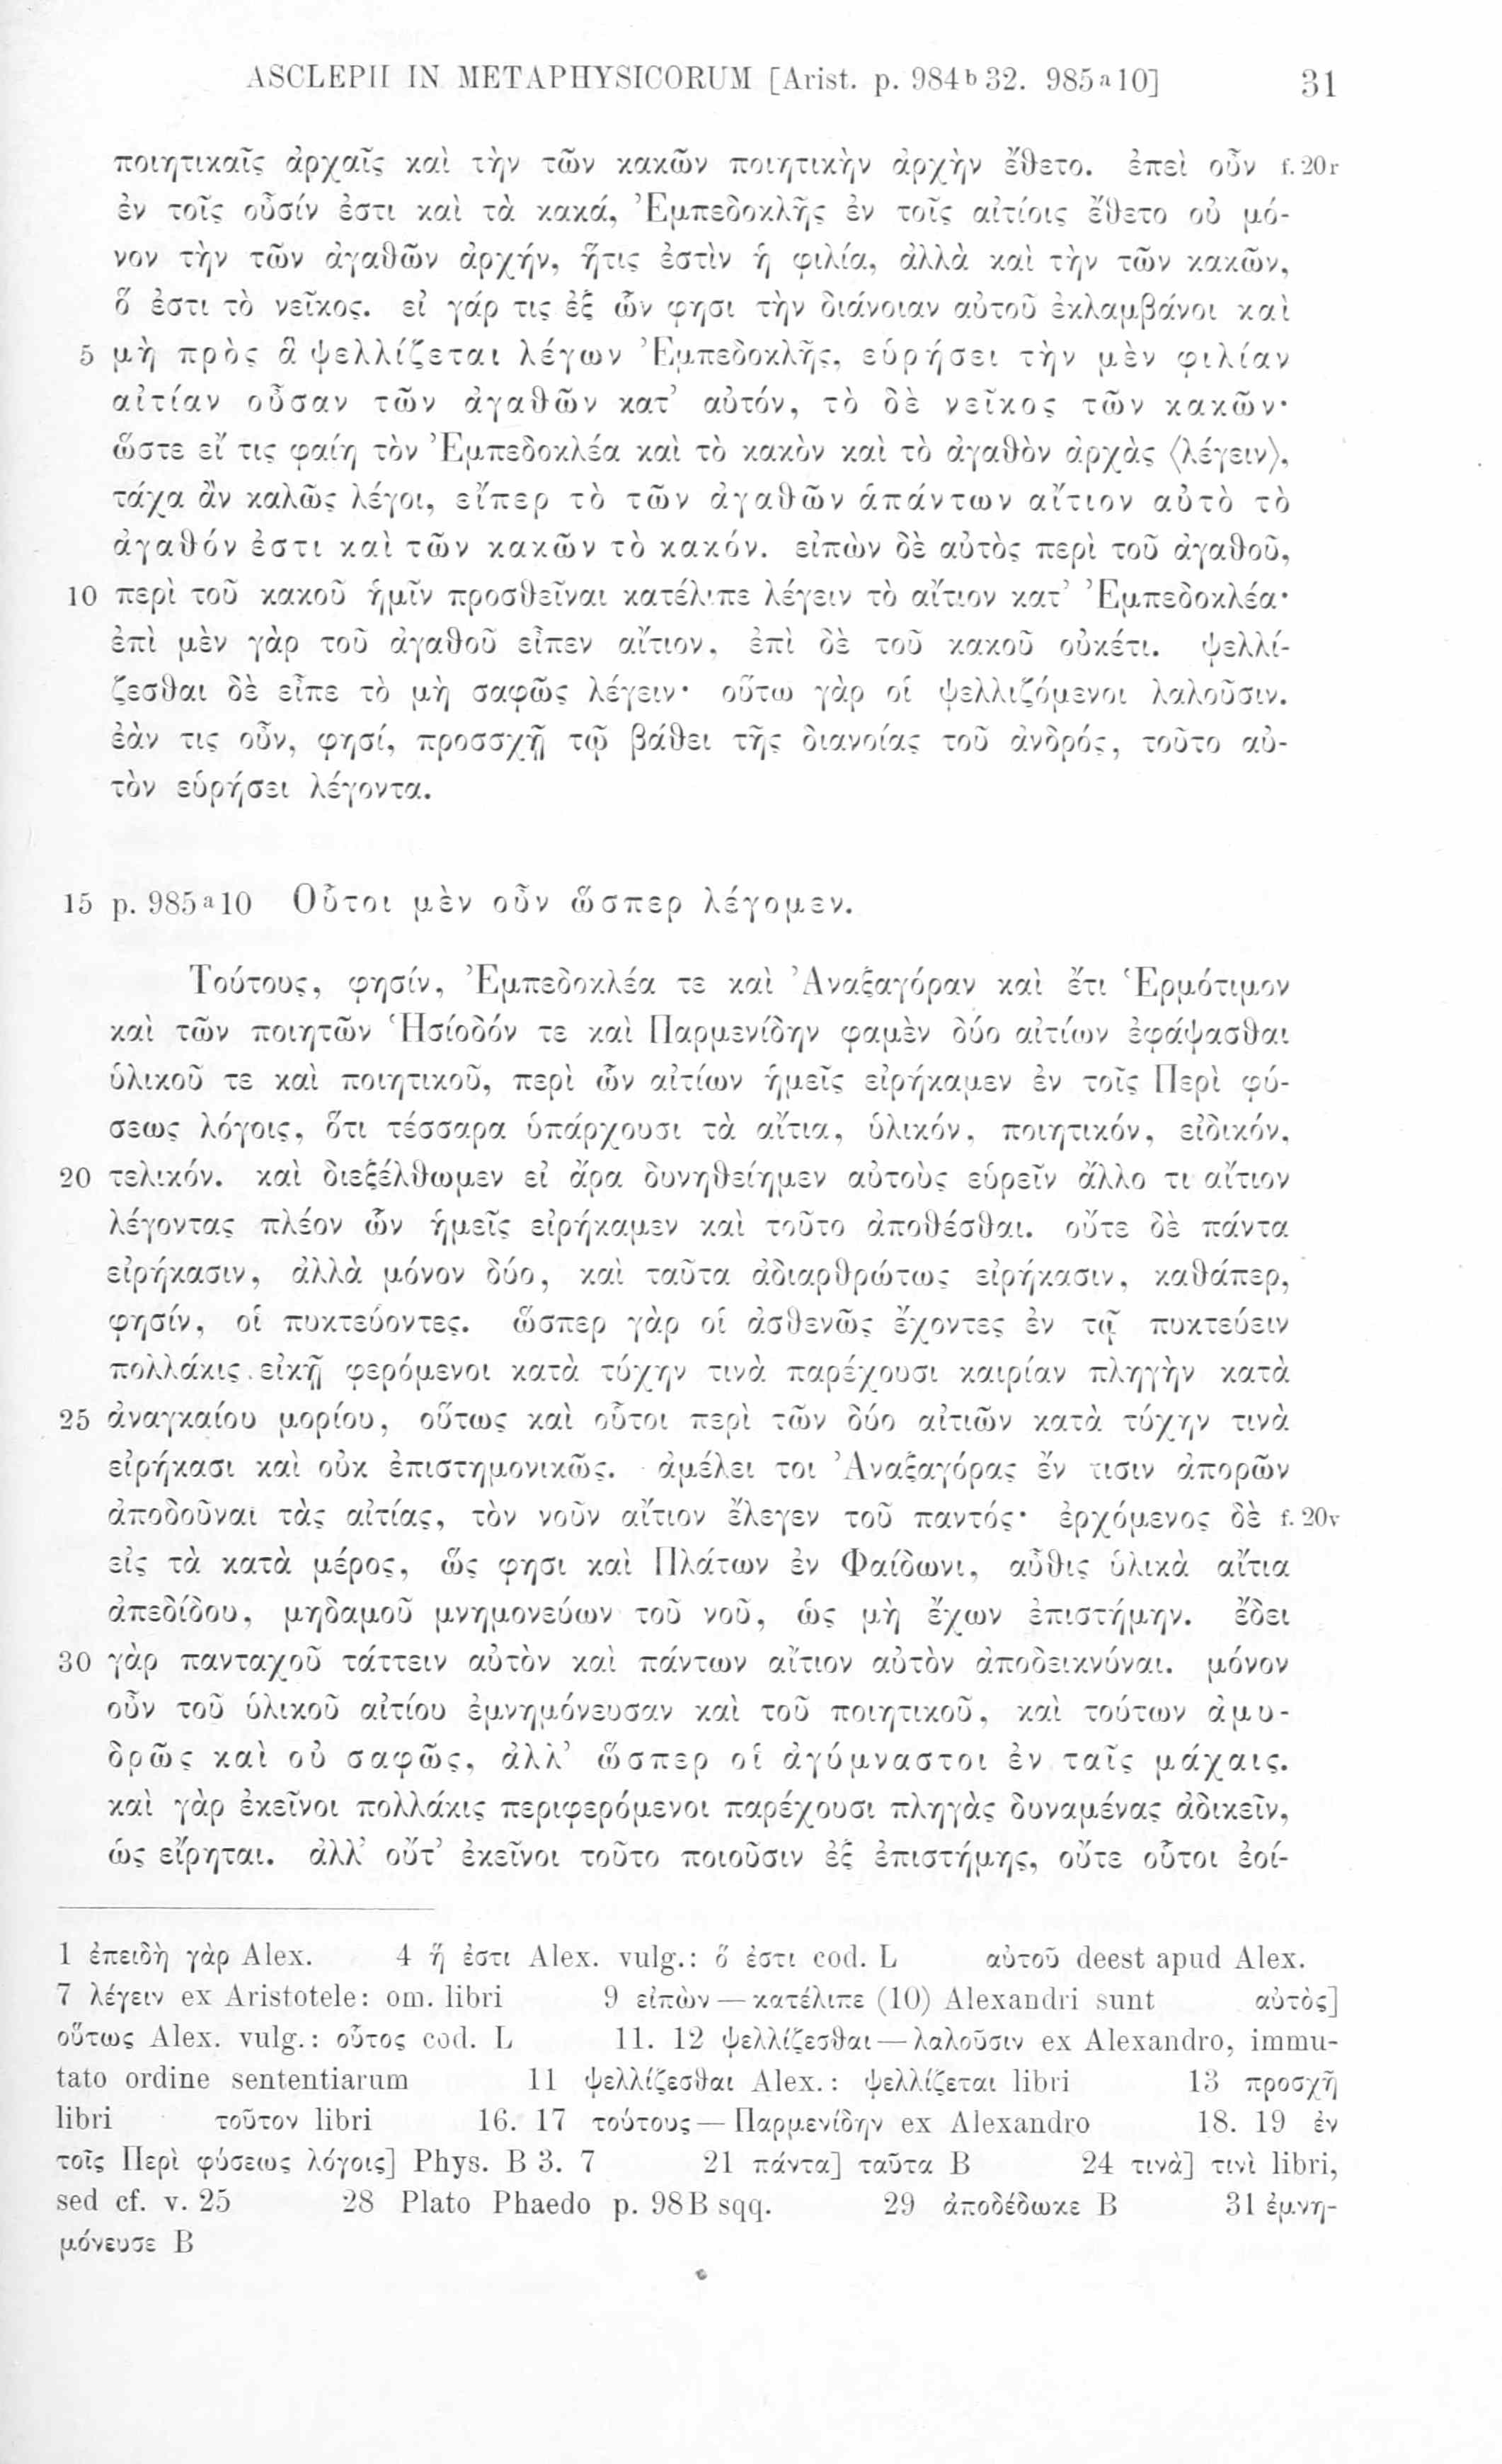 ASCLEPII IN METAPHYSICORUM [Arist. p. 984ᵇ32. 985ᵃ10] 31
ποιητικαῖς ἀρχαῖς καὶ τὴν τῶν κακῶν ποιητικὴν ἀρχὴν ἔθετο. ἐπεὶ οὖν f. 20r
ἐν τοῖς οὖσίν ἐστι καὶ τὰ κακά, Ἐμπεδοκλῆς ἐν τοῖς αἰτίοις ἔθετο οὐ μό-
νον τὴν τῶν ἀγαθῶν ἀρχήν, ἥτις ἐστὶν ἡ φιλία, ἀλλὰ καὶ τὴν τῶν κακῶν,
ὅ ἐστι τὸ νεῖκος. εἰ γάρ τις ἐξ ὧν φησι τὴν διάνοιαν αὐτοῦ ἐκλαμβάνοι καὶ
5 μὴ πρὸς ἃ ψελλίζεται λέγων Ἐμπεδοκλῆς, εὑρήσει τὴν μὲν φιλίαν
αἰτίαν οὖσαν τῶν ἀγαθῶν κατ’ αὐτόν, τὸ δὲ νεῖκος τῶν κακῶν·
ὥστε εἴ τις φαίη τὸν Ἐμπεδοκλέα καὶ τὸ κακὸν καὶ τὸ ἀγαθὸν ἀρχὰς ⟨λέγειν⟩,
τάχα ἂν καλῶς λέγοι, εἴπερ τὸ τῶν ἀγαθῶν ἁπάντων αἴτιον αὐτὸ τὸ
ἀγαθόν ἐστι καὶ τῶν κακῶν τὸ κακόν. εἰπὼν δὲ αὐτὸς περὶ τοῦ ἀγαθοῦ,
10 περὶ τοῦ κακοῦ ἡμῖν προσθεῖναι κατέλιπε λέγειν τὸ αἴτιον κατ’ Ἐμπεδοκλέα·
ἐπὶ μὲν γὰρ τοῦ ἀγαθοῦ εἶπεν αἴτιον, ἐπὶ δὲ τοῦ κακοῦ οὐκέτι. ψελλί-
ζεσθαι δὲ εἶπε τὸ μὴ σαφῶς λέγειν· οὕτω γὰρ οἱ ψελλιζόμενοι λαλοῦσιν.
ἐὰν τις οὖν, φησί, προσσχῇ τῷ βάθει τῆς διανοίας τοῦ ἀνδρός, τοῦτο αὐ-
τὸν εὑρήσει λέγοντα.
15 p. 985ᵃ10 Οὗτοι μὲν οὖν ὥσπερ λέγομεν.
Τούτους, φησίν, Ἐμπεδοκλέα τε καὶ Ἀναξαγόραν καὶ ἔτι Ἑρμότιμον
καὶ τῶν ποιητῶν Ἡσίοδόν τε καὶ Παρμενίδην φαμὲν δύο αἰτίων ἐφάψασθαι
ὑλικοῦ τε καὶ ποιητικοῦ, περὶ ὧν αἰτίων ἡμεῖς εἰρήκαμεν ἐν τοῖς Περὶ φύ-
σεως λόγοις, ὅτι τέσσαρα ὑπάρχουσι τὰ αἴτια, ὑλικόν, ποιητικόν, εἰδικόν,
20 τελικόν. καὶ διεξέλθωμεν εἰ ἄρα δυνηθείημεν αὐτοὺς εὑρεῖν ἄλλο τι αἴτιον
λέγοντας πλέον ὧν ἡμεῖς εἰρήκαμεν καὶ τοῦτο ἀποθέσθαι. οὔτε δὲ πάντα
εἰρήκασιν, ἀλλὰ μόνον δύο, καὶ ταῦτα ἀδιαρθρώτως εἰρήκασιν, καθάπερ,
φησίν, οἱ πυκτεύοντες. ὥσπερ γὰρ οἱ ἀσθενῶς ἔχοντες ἐν τῷ πυκτεύειν
πολλάκις εἰκῇ φερόμενοι κατὰ τύχην τινὰ παρέχουσι καιρίαν πληγὴν κατὰ
25 ἀναγκαίου μορίου, οὕτως καὶ οὗτοι περὶ τῶν δύο αἰτιῶν κατὰ τύχην τινὰ
εἰρήκασι καὶ οὐκ ἐπιστημονικῶς. ἀμέλει τοι Ἀναξαγόρας ἔν τισιν ἀπορῶν
ἀποδοῦναι τὰς αἰτίας, τὸν νοῦν αἴτιον ἔλεγεν τοῦ παντός· ἐρχόμενος δὲ f. 20v
εἰς τὰ κατὰ μέρος, ὥς φησι καὶ Πλάτων ἐν Φαίδωνι, αὖθις ὑλικὰ αἴτια
ἀπεδίδου, μηδαμοῦ μνημονεύων τοῦ νοῦ, ὡς μὴ ἔχων ἐπιστήμην. ἔδει
30 γὰρ πανταχοῦ τάττειν αὐτὸν καὶ πάντων αἴτιον αὐτὸν ἀποδεικνύναι. μόνον
οὖν τοῦ ὑλικοῦ αἰτίου ἐμνημόνευσαν καὶ τοῦ ποιητικοῦ, καὶ τούτων ἀμυ-
δρῶς καὶ οὐ σαφῶς, ἀλλ’ ὥσπερ οἱ ἀγύμναστοι ἐν ταῖς μάχαις.
καὶ γὰρ ἐκεῖνοι πολλάκις περιφερόμενοι παρέχουσι πληγὰς δυναμένας ἀδικεῖν,
ὡς εἴρηται. ἀλλ’ οὔτ’ ἐκεῖνοι τοῦτο ποιοῦσιν ἐξ ἐπιστήμης, οὔτε οὗτοι ἐοί-
1 ἐπειδὴ γὰρ Alex. 4 ἥ ἐστι Alex. vulg.: ὅ ἐστι cod. L αὐτοῦ deest apud Alex.
7 λέγειν ex Aristotele: om. libri 9 εἰπὼν — κατέλιπε (10) Alexandri sunt αὐτὸς]
οὕτως Alex. vulg.: οὗτος cod. L 11. 12 ψελλίζεσθαι — λαλοῦσιν ex Alexandro, immu-
tato ordine sententiarum 11 ψελλίζεσθαι Alex.: ψελλίζεται libri 13 προσχῆ
libri τοῦτον libri 16. 17 τούτους — Παρμενίδην ex Alexandro 18. 19 ἐν
τοῖς Περὶ φύσεως λόγοις] Phys. B 3. 7 21 πάντα] ταῦτα B 24 τινὰ] τινὶ libri,
sed cf. v. 25 28 Plato Phaedo p. 98B sqq. 29 ἀποδέδωκε B 31 ἐμνη-
μόνευσε B